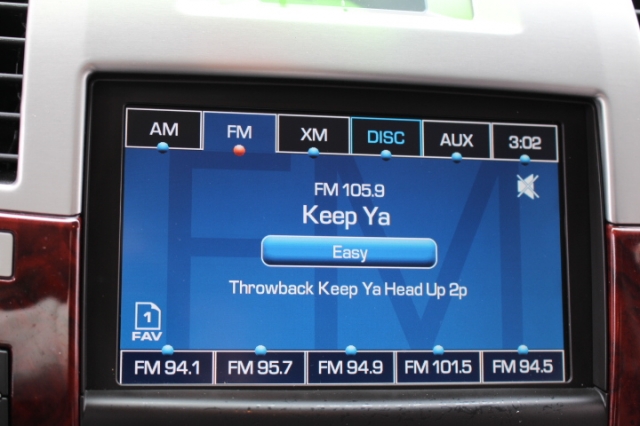 AM FM XM DISC AUX 3:02
FM 105.9
Keep Ya
Easy
Throwback Keep Ya Head Up 2p
1
FAV
FM 94.1 FM 95.7 FM 94.9 FM 101.5 FM 94.5
FM